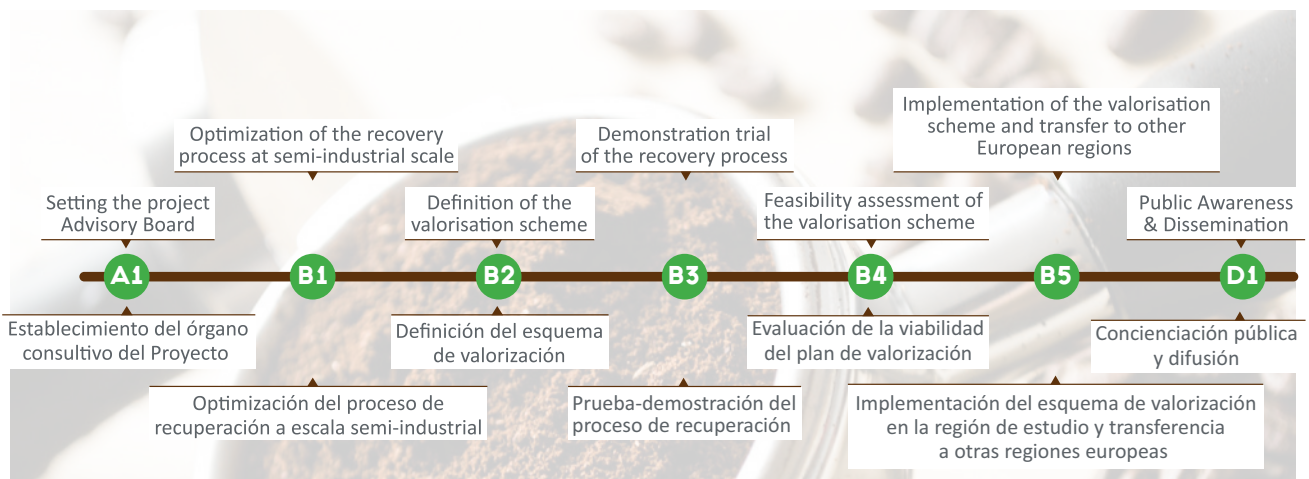 Implementation of the valorisation
scheme and transfer to other
European regions
Optimization of the recovery
process at semi-industrial scale
Demonstration trial
of the recovery process
Setting the project
Advisory Board
Definition of the
valorisation scheme
Feasibility assessment of
the valorisation scheme
Public Awareness
& Dissemination
A1
B1
B2
B3
B4
B5
D1
Establecimiento del órgano
consultivo del Proyecto
Definición del esquema
de valorización
Evaluación de la viabilidad
del plan de valorización
Concienciación pública
y difusión
Optimización del proceso de
recuperación a escala semi-industrial
Prueba-demostración del
proceso de recuperación
Implementación del esquema de valorización
en la región de estudio y transferencia
a otras regiones europeas